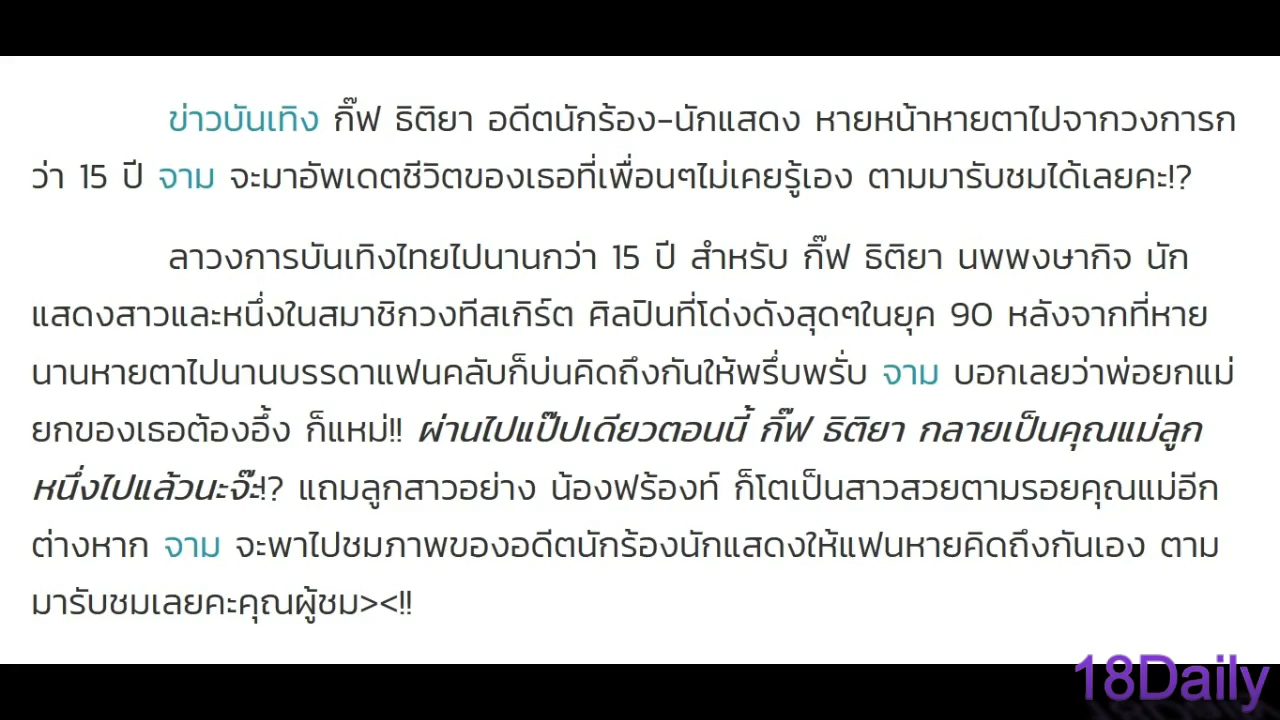 ข่าวบันเทิง กิ๊ฟ ธิติยา อดีตนักร้อง-นักแสดง หายหน้าหายตาไปจากวงการก
ว่า 15 ปี จาม จะมาอัพเดตชีวิตของเธอที่เพื่อนๆไม่เคยรู้เอง ตามมารับชมได้เลยคะ!?
ลาวงการบันเทิงไทยไปนานกว่า 15 ปี สำหรับ กิ๊ฟ ธิติยา นพพงษากิจ นัก
แสดงสาวและหนึ่งในสมาชิกวงทีสเกิร์ต ศิลปินที่โด่งดังสุดๆในยุค 90 หลังจากที่หาย
นานหายตาไปนานบรรดาแฟนคลับก็บ่นคิดถึงกันให้พรึ่บพรั่บ จาม บอกเลยว่าพ่อยกแม่
ยกของเธอต้องอึ้ง ก็แหม่!! ผ่านไปแป๊ปเดียวตอนนี้ กิ๊ฟ ธิติยา กลายเป็นคุณแม่ลูก
หนึ่งไปแล้วนะจ๊ะ!? แถมลูกสาวอย่าง น้องฟร้องท์ ก็โตเป็นสาวสวยตามรอยคุณแม่อีก
ต่างหาก จาม จะพาไปชมภาพของอดีตนักร้องนักแสดงให้แฟนหายคิดถึงกันเอง ตาม
มารับชมเลยคะคุณผู้ชม><!!
18Daily